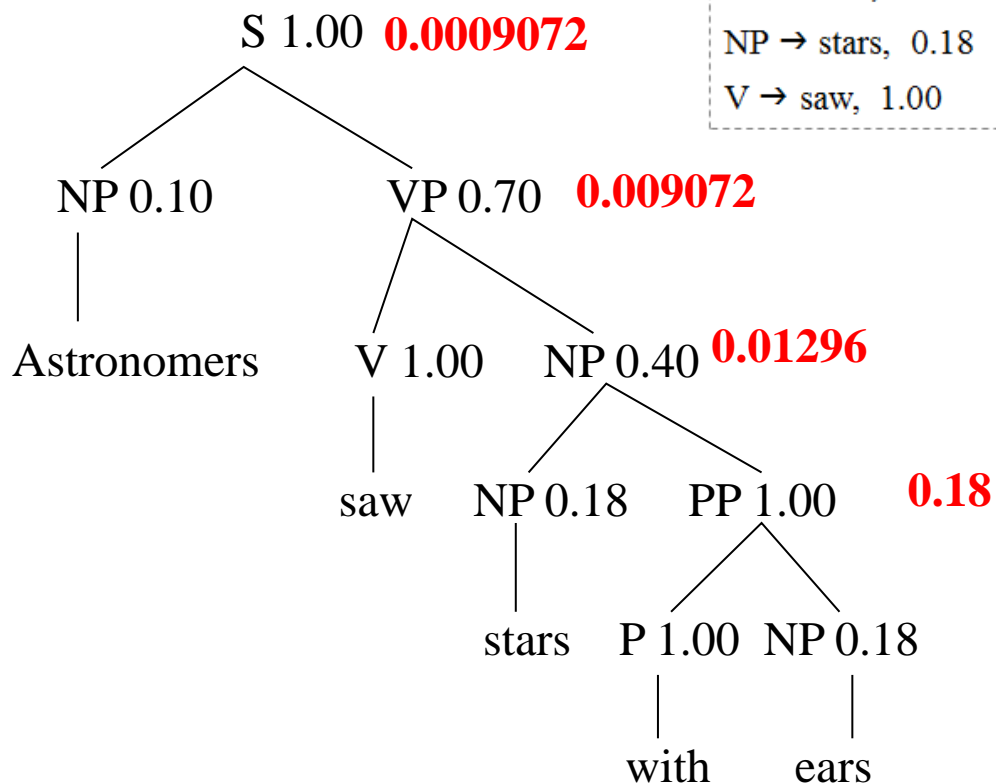 S 1.00 0.0009072
NP → stars, 0.18
V → saw, 1.00
NP 0.10 VP 0.70 0.009072
Astronomers V 1.00 NP 0.40 0.01296
saw NP 0.18 PP 1.00 0.18
stars P 1.00 NP 0.18
with ears